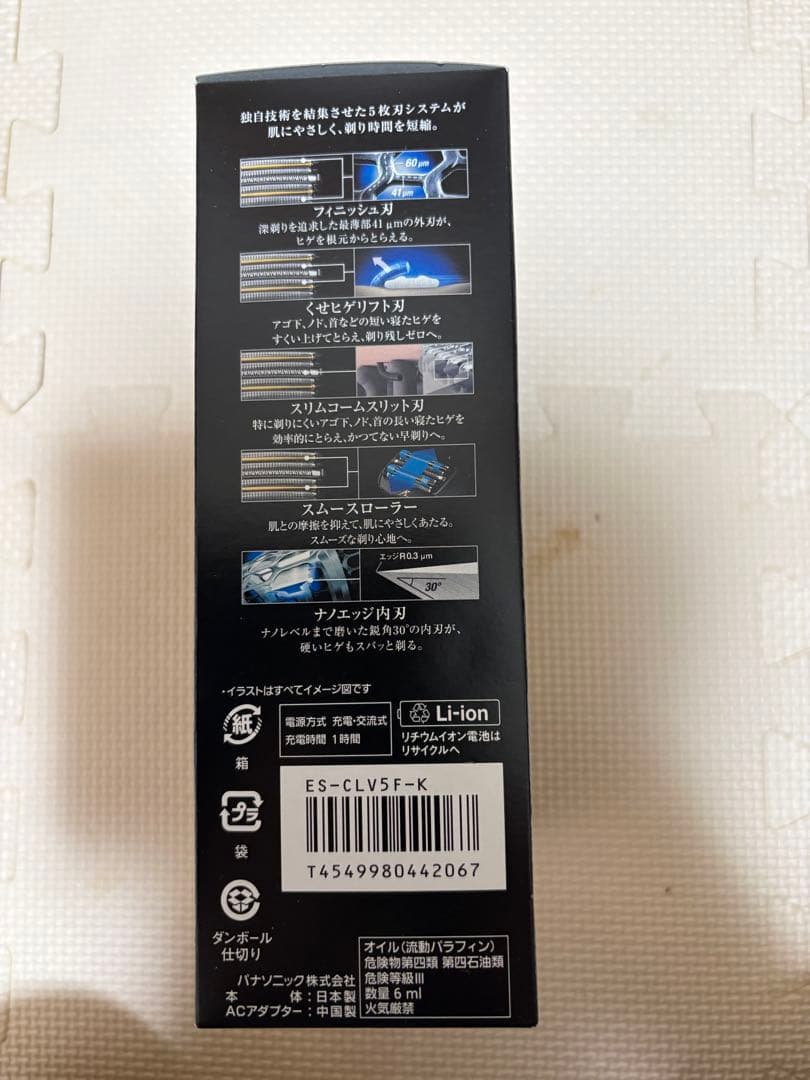 独自技術を結集させた5枚刃システムが
肌にやさしく、剃り時間を短縮。
60μm
41μm
フィニッシュ刃
深剃りを追求した最薄部41μmの外刃が、
ヒゲを根元からとらえる。
くせヒゲリフト刃
アゴ下、ノド、首などの短い寝たヒゲを
すくい上げてとらえ、剃り残しゼロへ。
スリムコームスリット刃
特に剃りにくいアゴ下、ノド、首の長い寝たヒゲを
効率的にとらえ、かつてない早剃りへ。
スムースローラー
肌との摩擦を抑えて、肌にやさしくあたる。
スムーズな剃り心地へ。
エッジR0.3μm
30°
ナノエッジ内刃
ナノレベルまで磨いた鋭角30°の内刃が、
硬いヒゲもスパッと剃る。
・イラストはすべてイメージ図です
紙
箱
電源方式 充電・交流式
充電時間 1時間
Li-ion
リチウムイオン電池は
リサイクルへ
プラ
袋
ES-CLV5F-K
T4549980442067
ダンボール
仕切り
パナソニック株式会社
本体:日本製
ACアダプター:中国製
オイル(流動パラフィン)
危険物第四類 第四石油類
危険等級Ⅲ
数量 6 ml
火気厳禁